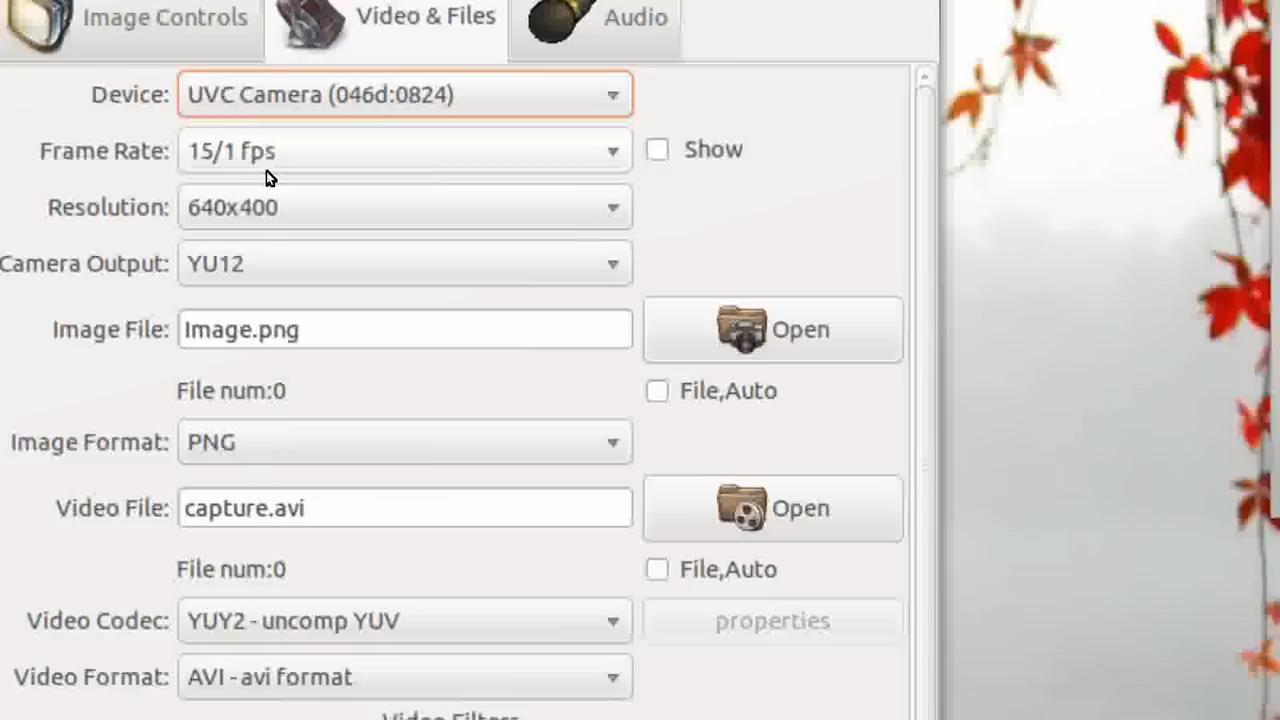 Image Controls Video & Files Audio
Device: UVC Camera (046d:0824)
Frame Rate: 15/1 fps Show
Resolution: 640x400
Camera Output: YU12
Image File: Image.png Open
File num:0 File,Auto
Image Format: PNG
Video File: capture.avi Open
File num:0 File,Auto
Video Codec: YUY2 - uncomp YUV properties
Video Format: AVI - avi format
Video Filters